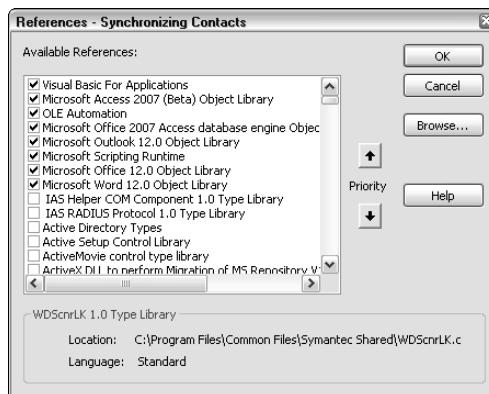 References - Synchronizing Contacts
Available References:
Visual Basic For Applications
Microsoft Access 2007 (Beta) Object Library
OLE Automation
Microsoft Office 2007 Access database engine Objec
Microsoft Outlook 12.0 Object Library
Microsoft Scripting Runtime
Microsoft Office 12.0 Object Library
Microsoft Word 12.0 Object Library
IAS Helper COM Component 1.0 Type Library
IAS RADIUS Protocol 1.0 Type Library
Active Directory Types
Active Setup Control Library
ActiveMovie control type library
ActiveX DLL to perform Migration of MS Repository V
OK
Cancel
Browse...
Priority
Help
WDScnrLK 1.0 Type Library
Location: C:\Program Files\Common Files\Symantec Shared\WDScnrLK.c
Language: Standard